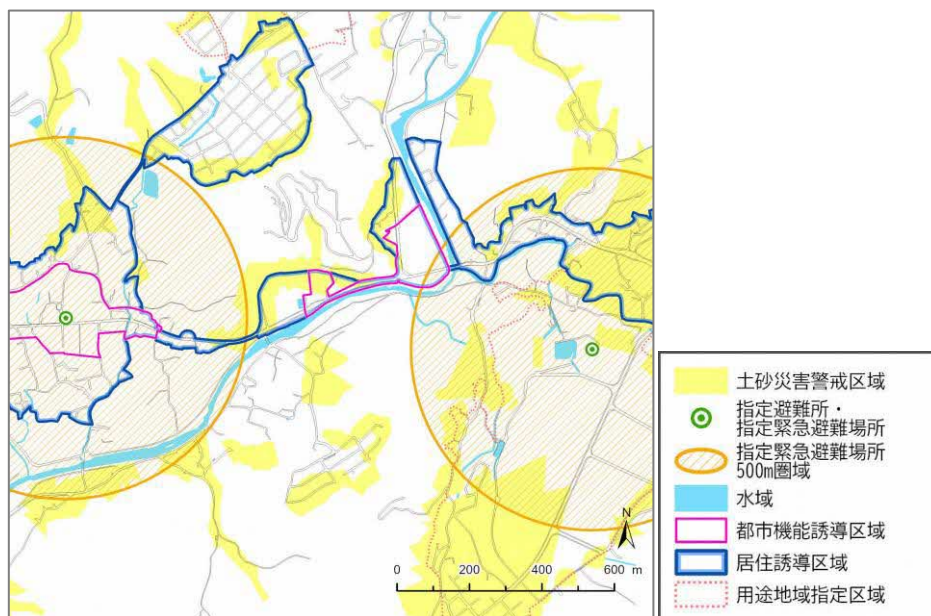 N
0 200 400 600 m
土砂災害警戒区域
指定避難所・
指定緊急避難場所
指定緊急避難場所
500m圏域
水域
都市機能誘導区域
居住誘導区域
用途地域指定区域